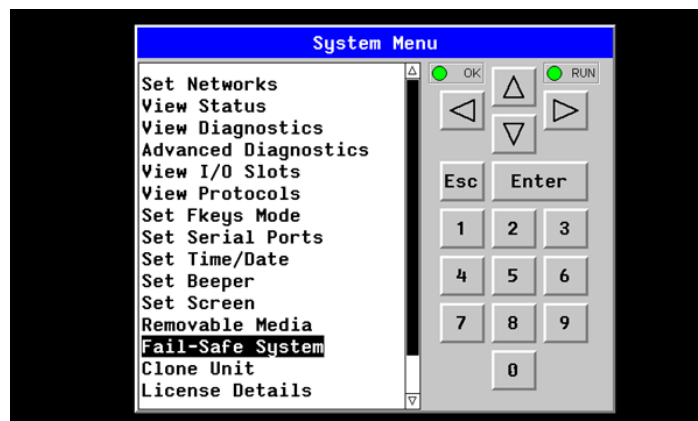 System Menu
Set Networks
View Status
View Diagnostics
Advanced Diagnostics
View I/O Slots
View Protocols
Set Fkeys Mode
Set Serial Ports
Set Time/Date
Set Beeper
Set Screen
Removable Media
Fail-Safe System
Clone Unit
License Details
OK RUN
Esc Enter
1 2 3
4 5 6
7 8 9
0